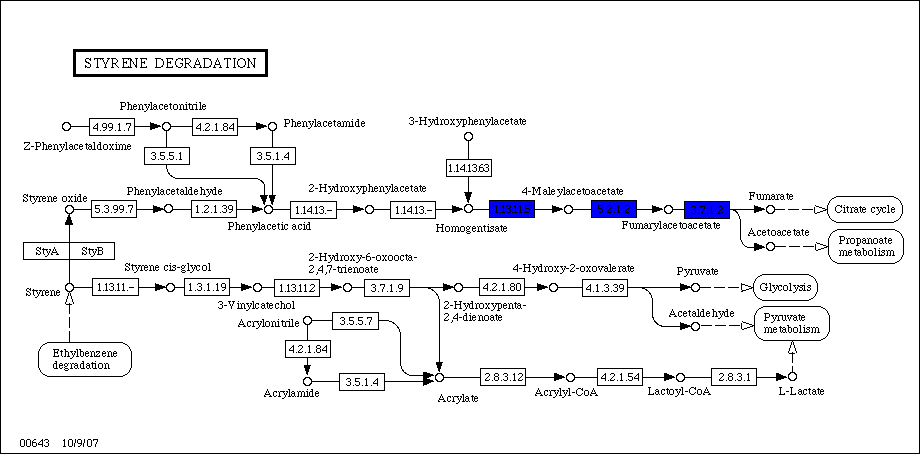 STYRENE DEGRADATION
Phenylacetonitrile
4.99.1.7
4.2.1.84
Phenylacetamide
Z-Phenylacetaldoxime
3-Hydroxyphenylacetate
3.5.5.1
3.5.1.4
1.14.13.63
Styrene oxide
Phenylacetaldehyde
2-Hydroxyphenylacetate
4-Maleylacetoacetate
Fumarate
5.3.99.7
1.2.1.39
1.14.13.-
1.14.13.-
1.13.11.5
5.2.1.2
3.7.1.2
Citrate cycle
Phenylacetic acid
Homogentisate
Fumarylacetoacetate
Acetoacetate
StyA
StyB
Propanoate
metabolism
Styrene cis-glycol
2-Hydroxy-6-oxoocta-
2,4,7-trienoate
4-Hydroxy-2-oxovalerate
Pyruvate
Styrene
1.13.11.-
1.3.1.19
1.13.11.2
3.7.1.9
4.2.1.80
4.1.3.39
Glycolysis
3-Vinylcatechol
2-Hydroxypenta-
2,4-dienoate
Acrylonitrile
3.5.5.7
Acetaldehyde
Pyruvate
metabolism
4.2.1.84
Ethylbenzene
degradation
3.5.1.4
2.8.3.12
4.2.1.54
2.8.3.1
Acrylamide
Acrylate
Acrylyl-CoA
Lactoyl-CoA
L-Lactate
00643 10/9/07